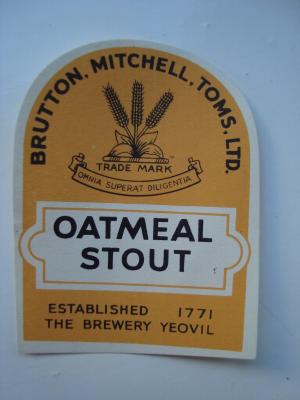 BRUTTON, MITCHELL, TOMS, LTD.
TRADE MARK
OMNIA SUPERAT DILIGENTIA
OATMEAL
STOUT
ESTABLISHED 1771
THE BREWERY YEOVIL